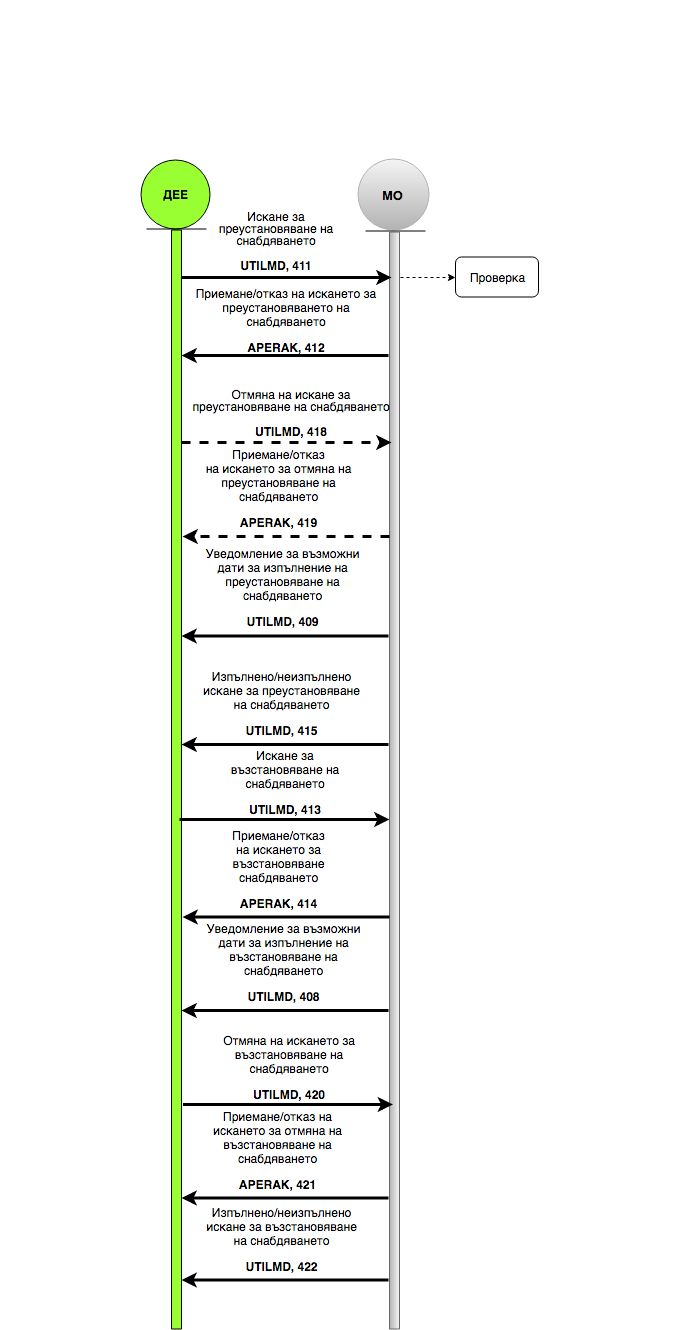 ДЕЕ
МО
Искане за
преустановяване на
снабдяването
UTILMD, 411
Проверка
Приемане/отказ на искането за
преустановяването на
снабдяването
APERAK, 412
Отмяна на искане за
преустановяване на снабдяването
UTILMD, 418
Приемане/отказ
на искането за отмяна на
преустановяване на
снабдяването
APERAK, 419
Уведомление за възможни
дати за изпълнение на
преустановяване на
снабдяването
UTILMD, 409
Изпълнено/неизпълнено
искане за преустановяване
на снабдяването
UTILMD, 415
Искане за
възстановяване на
снабдяването
UTILMD, 413
Приемане/отказ
на искането за
възстановяване
снабдяването
APERAK, 414
Уведомление за възможни
дати за изпълнение на
възстановяване на
снабдяването
UTILMD, 408
Отмяна на искането за
възстановяване на
снабдяването
UTILMD, 420
Приемане/отказ на
искането за отмяна на
възстановяване на
снабдяването
APERAK, 421
Изпълнено/неизпълнено
искане за възстановяване
на снабдяването
UTILMD, 422